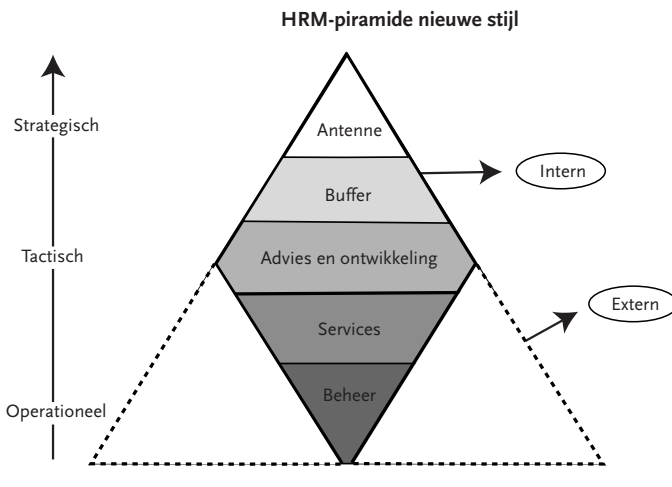 HRM-piramide nieuwe stijl
Strategisch
Antenne
Intern
Buffer
Tactisch
Advies en ontwikkeling
Extern
Services
Beheer
Operationeel